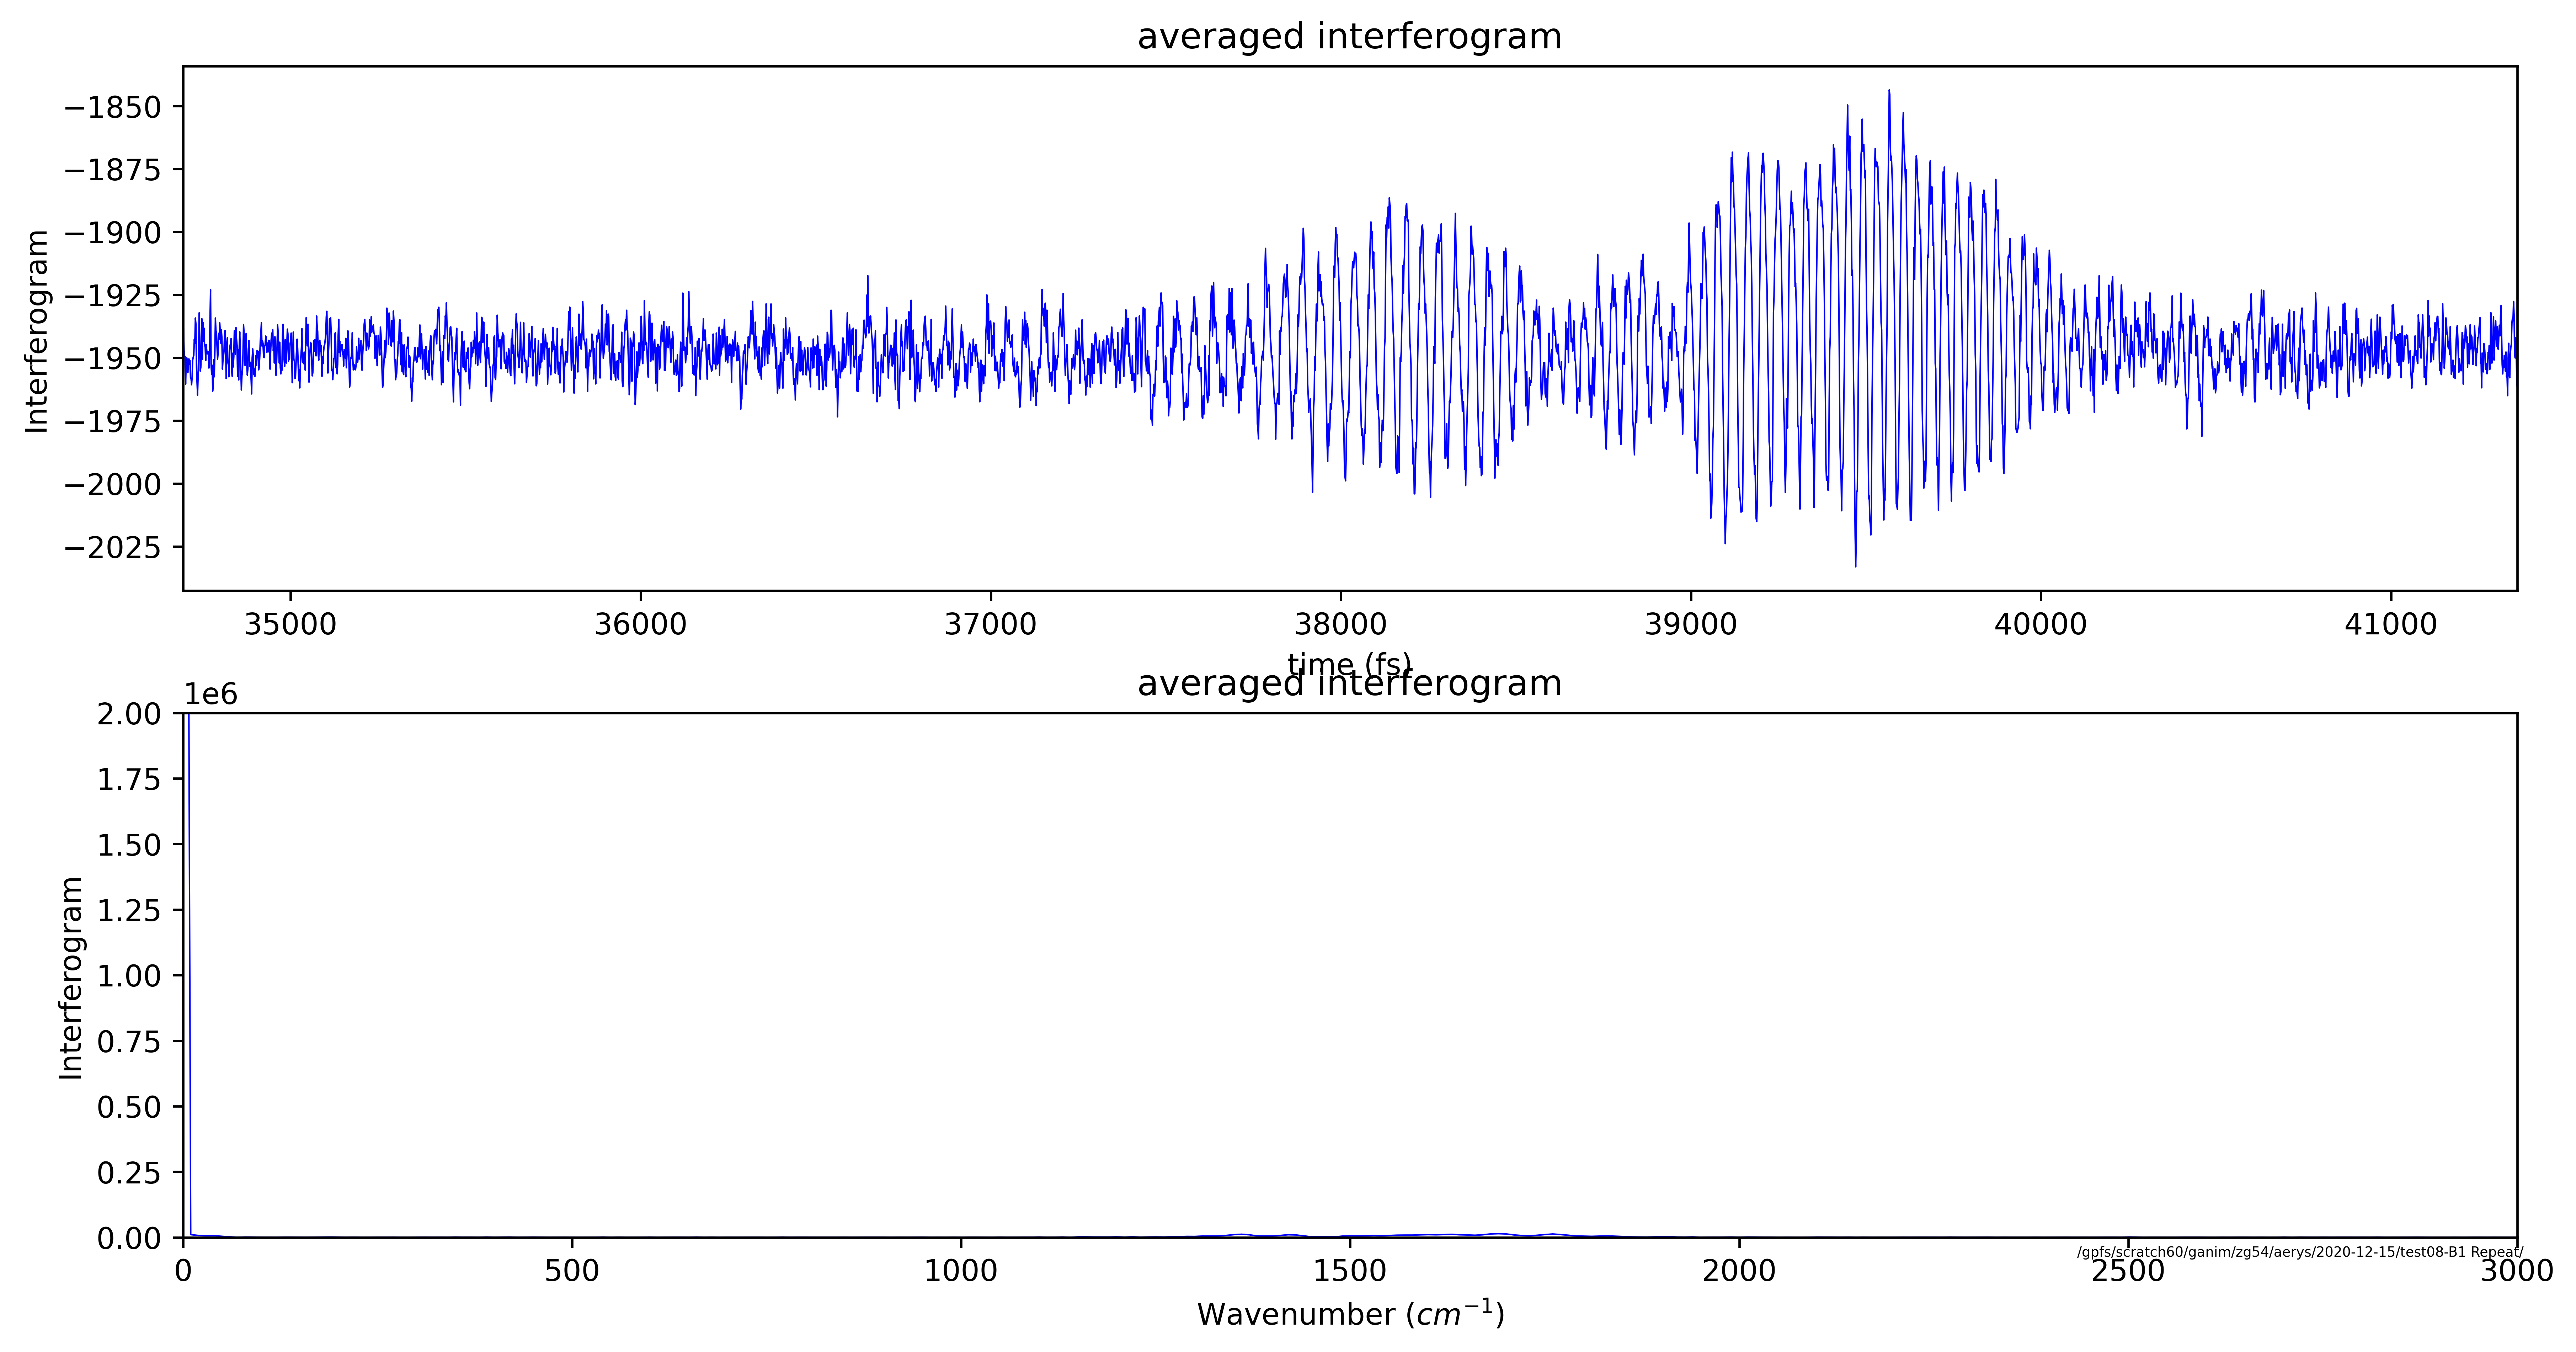 averaged interferogram
Interferogram
−1850
−1875
−1900
−1925
−1950
−1975
−2000
−2025
35000 36000 37000 38000 39000 40000 41000
time (fs)
averaged interferogram
1e6
Interferogram
2.00
1.75
1.50
1.25
1.00
0.75
0.50
0.25
0.00
/gpfs/scratch60/ganim/zg54/aerys/2020-12-15/test08-B1 Repeat/
0 500 1000 1500 2000 2500 3000
Wavenumber (cm⁻¹)